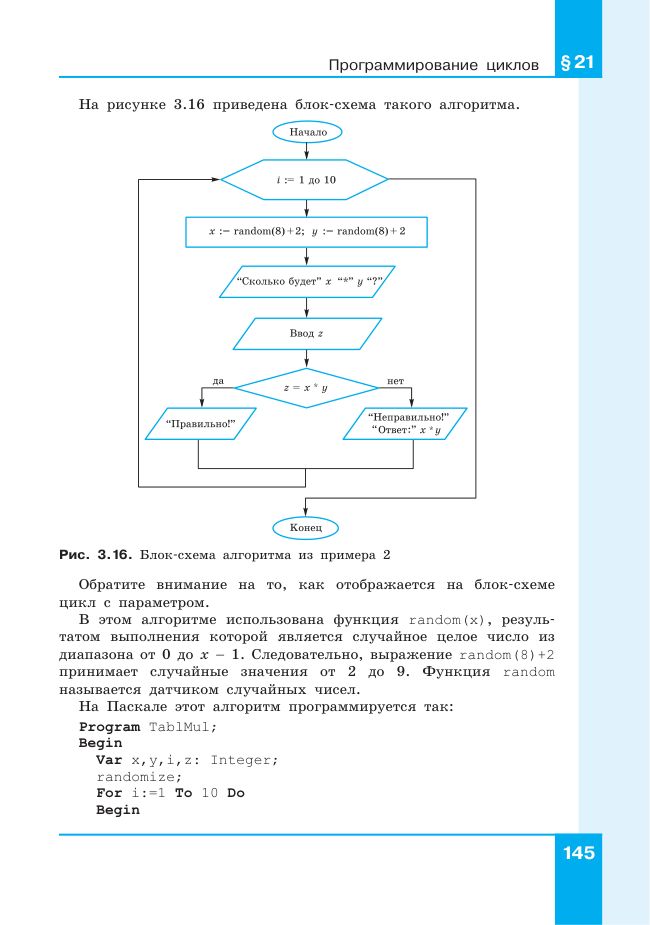 Программирование циклов
§ 21
На рисунке 3.16 приведена блок-схема такого алгоритма.
Начало
i := 1 до 10
x := random(8)+2; y := random(8)+2
“Сколько будет” x “*” y “?”
Ввод z
да
z = x * y
нет
“Правильно!”
“Неправильно!”
“Ответ:” x * y
Конец
Рис. 3.16. Блок-схема алгоритма из примера 2
Обратите внимание на то, как отображается на блок-схеме
цикл с параметром.
В этом алгоритме использована функция random(x), резуль-
татом выполнения которой является случайное целое число из
диапазона от 0 до x – 1. Следовательно, выражение random(8)+2
принимает случайные значения от 2 до 9. Функция random
называется датчиком случайных чисел.
На Паскале этот алгоритм программируется так:
Program TablMul;
Begin
Var x,y,i,z: Integer;
randomize;
For i:=1 To 10 Do
Begin
145